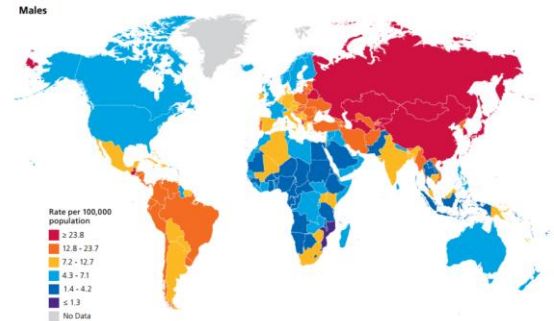 Males
Rate per 100,000
population
≥ 23.8
12.8 - 23.7
7.2 - 12.7
4.3 - 7.1
1.4 - 4.2
≤ 1.3
No Data